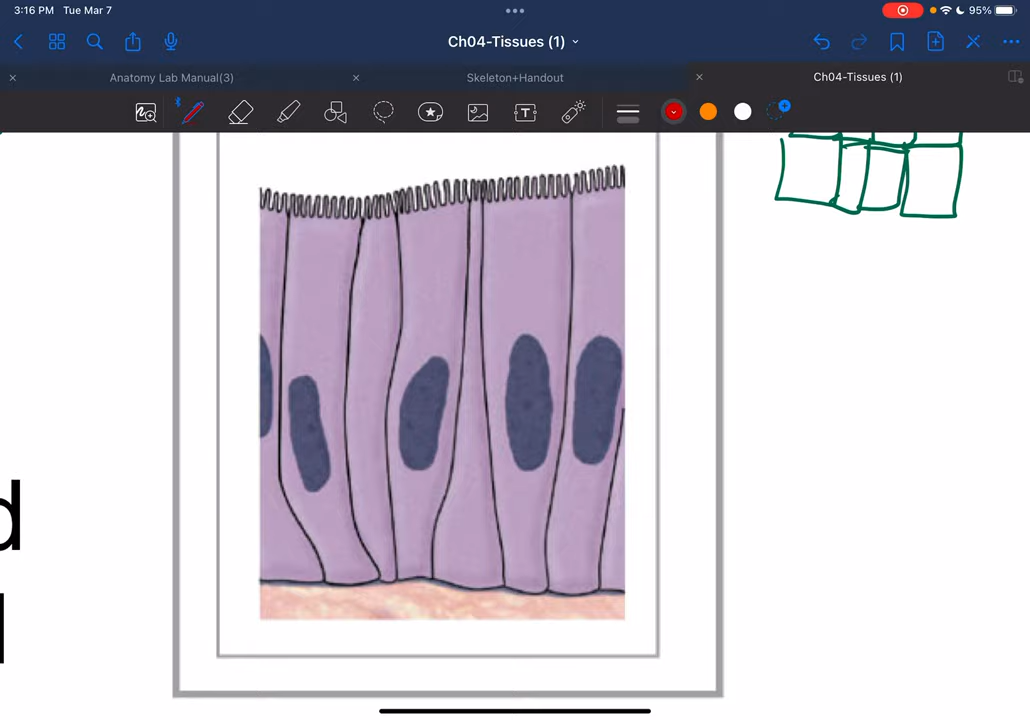 3:16 PM Tue Mar 7
95%
Ch04-Tissues (1)
Anatomy Lab Manual(3)
Skeleton+Handout
Ch04-Tissues (1)
T
d